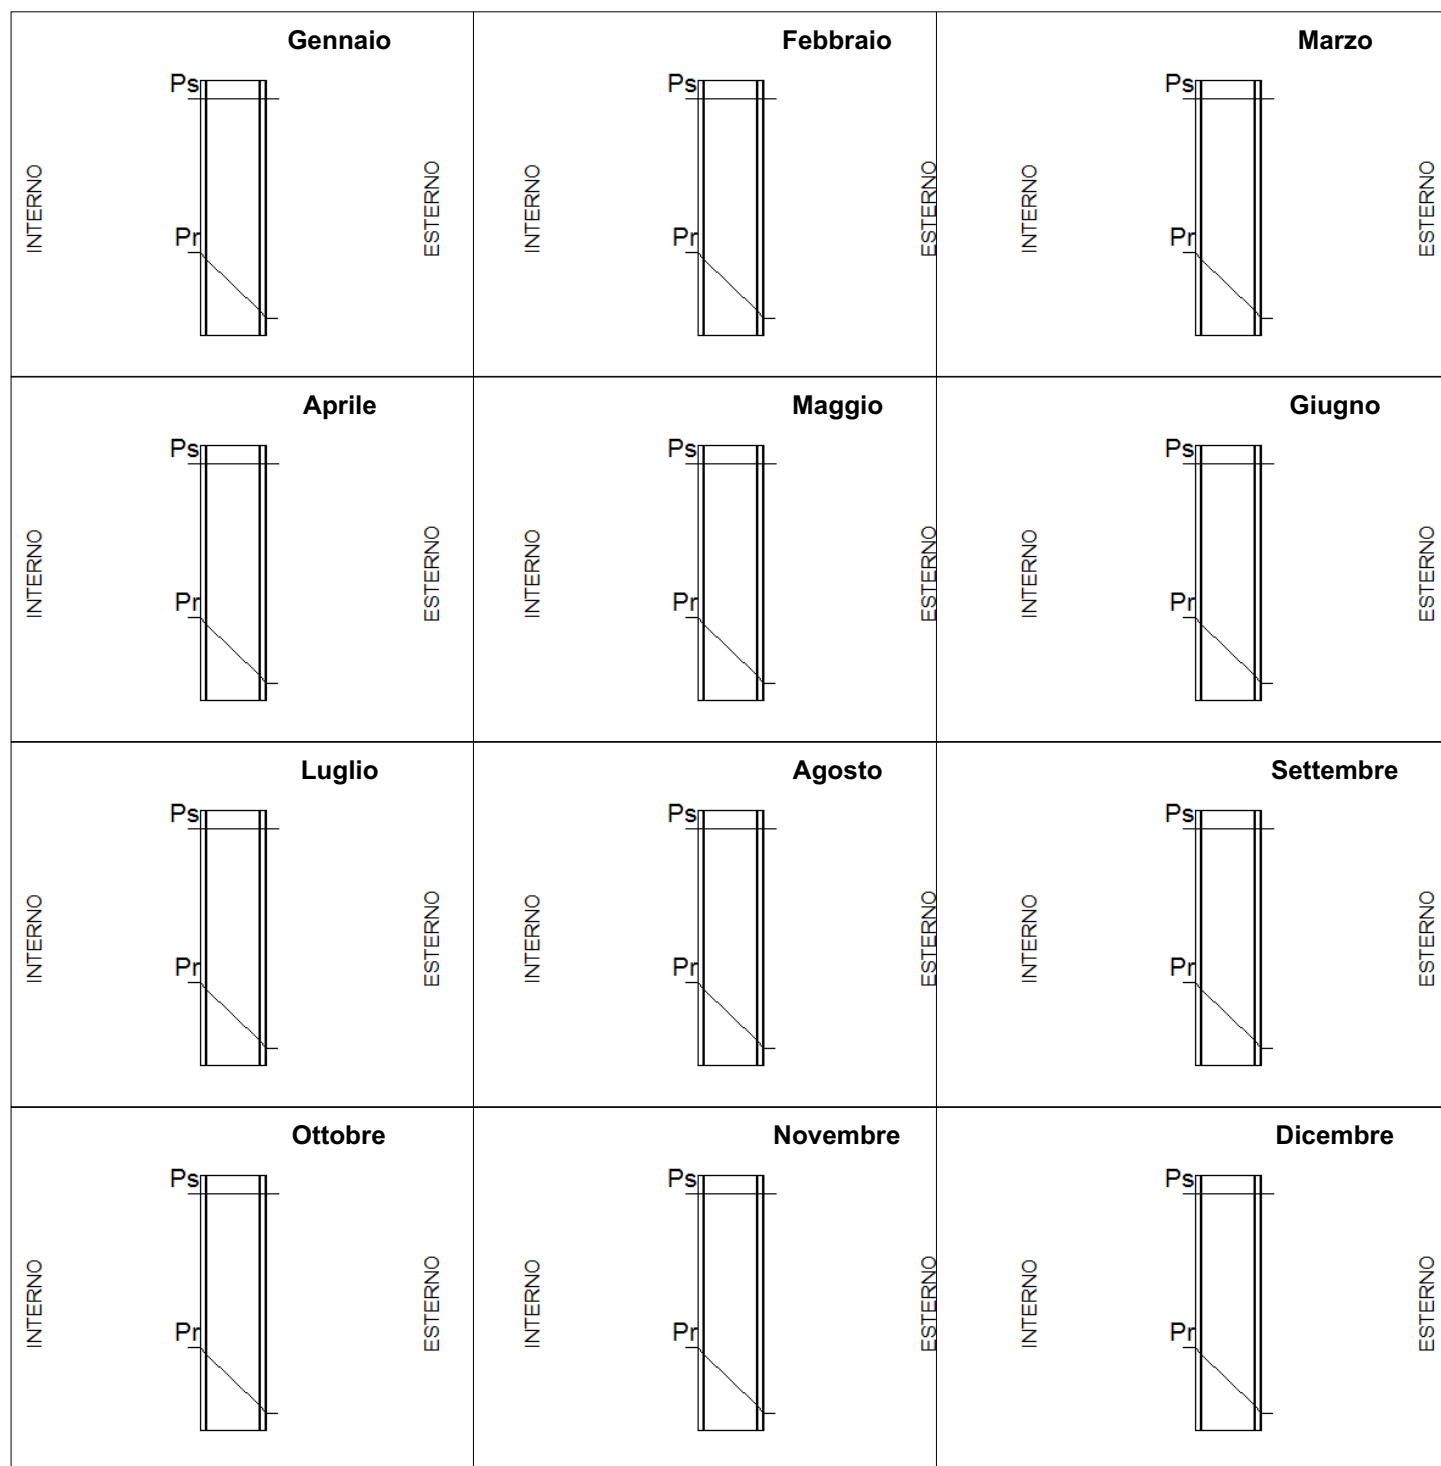 Gennaio
Ps
INTERNO
ESTERNO
Pr
Febbraio
Ps
INTERNO
ESTERNO
Pr
Marzo
Ps
INTERNO
ESTERNO
Pr
Aprile
Ps
INTERNO
ESTERNO
Pr
Maggio
Ps
INTERNO
ESTERNO
Pr
Giugno
Ps
INTERNO
ESTERNO
Pr
Luglio
Ps
INTERNO
ESTERNO
Pr
Agosto
Ps
INTERNO
ESTERNO
Pr
Settembre
Ps
INTERNO
ESTERNO
Pr
Ottobre
Ps
INTERNO
ESTERNO
Pr
Novembre
Ps
INTERNO
ESTERNO
Pr
Dicembre
Ps
INTERNO
ESTERNO
Pr